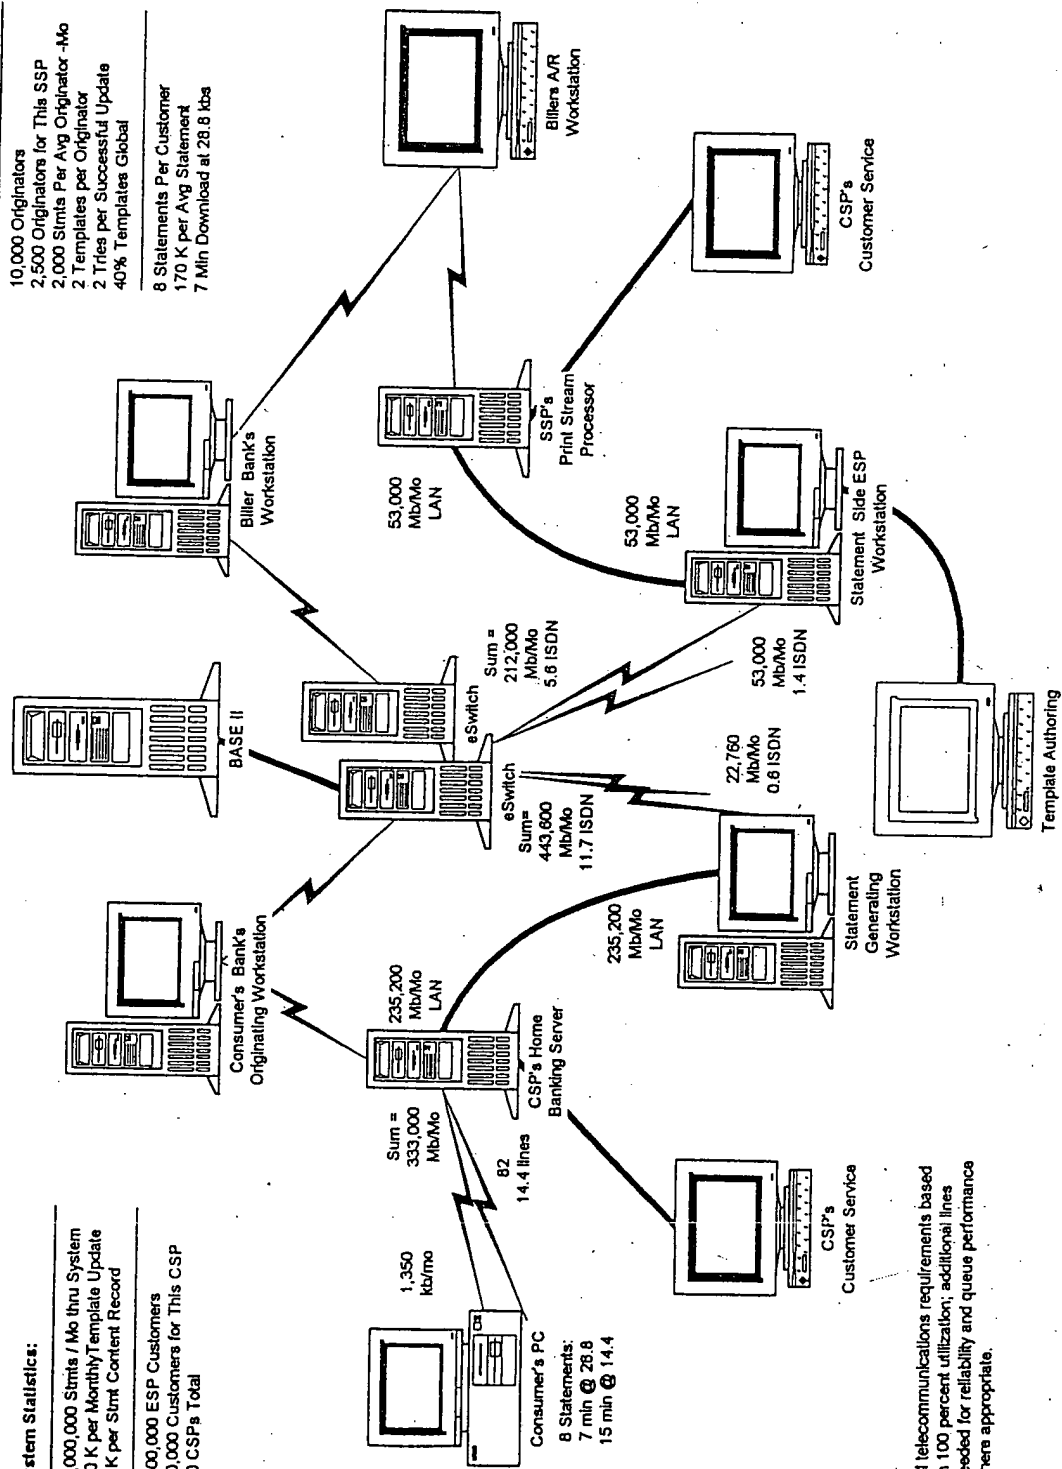 stem Statistics:
,000,000 Stmts / Mo thru System
0 K per MonthlyTemplate Update
K per Stmt Content Record
00,000 ESP Customers
0,000 Customers for This CSP
0 CSPs Total
10,000 Originators
2,500 Originators for This SSP
2,000 Stmts Per Avg Originator -Mo
2 Templates per Originator
2 Tries per Successful Update
40% Templates Global
8 Statements Per Customer
170 K per Avg Statement
7 Min Download at 28.8 kbs
BASE II
Consumer's Bank's
Originating Workstation
Biller Bank's
Workstation
eSwitch
eSwitch
Sum=
443,600
Mb/Mo
11.7 ISDN
Sum =
212,000
Mb/Mo
5.6 ISDN
Consumer's PC
8 Statements:
7 min @ 28.8
15 min @ 14.4
1,350
kb/mo
Sum =
333,000
Mb/Mo
82
14.4 lines
CSP's Home
Banking Server
235,200
Mb/Mo
LAN
235,200
Mb/Mo
LAN
22,760
Mb/Mo
0.6 ISDN
53,000
Mb/Mo
1.4 ISDN
53,000
Mb/Mo
LAN
53,000
Mb/Mo
LAN
SSP's
Print Stream
Processor
Billers A/R
Workstation
CSP's
Customer Service
Statement
Generating
Workstation
Statement Side ESP
Workstation
CSP's
Customer Service
Template Authoring
d telecommunications requirements based
n 100 percent utilization; additional lines
eeded for reliability and queue performance
here appropriate.